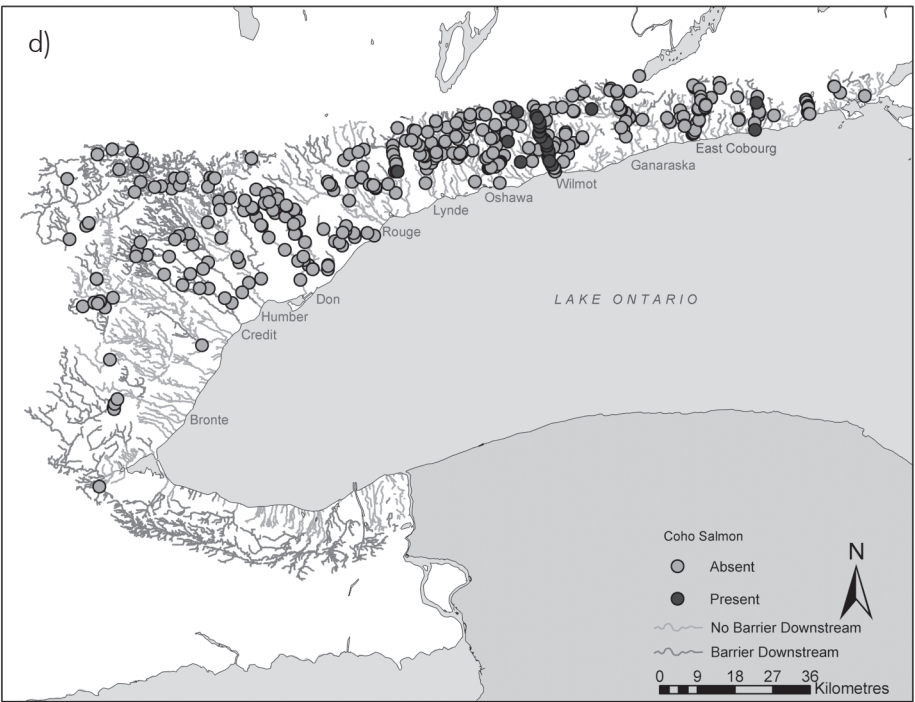 d)
East Cobourg
Ganaraska
Wilmot
Oshawa
Lynde
Rouge
Don
Humber
Credit
Bronte
LAKE ONTARIO
Coho Salmon
Absent
Present
No Barrier Downstream
Barrier Downstream
N
0 9 18 27 36
Kilometres